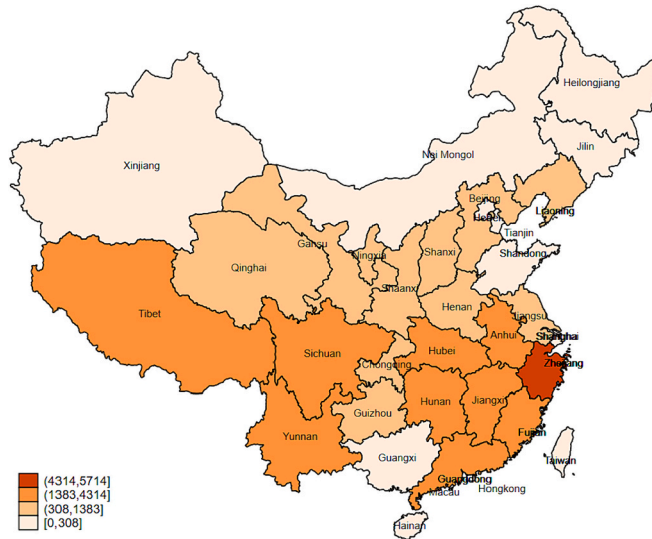 Heilongjiang
Jilin
Nei Mongol
Xinjiang
Beijing
Hebei
Liaoning
Tianjin
Gansu
Ningxia
Shanxi
Shandong
Qinghai
Shaanxi
Henan
Jiangsu
Tibet
Anhui
Shanghai
Sichuan
Hubei
Chongqing
Zhejiang
Hunan
Jiangxi
Guizhou
Yunnan
Fujian
Guangxi
Taiwan
Guangdong
Macau
Hongkong
Hainan
(4314,5714]
(1383,4314]
(308,1383]
[0,308]